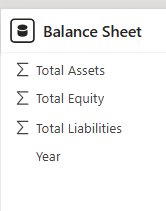 Balance Sheet
Total Assets
Total Equity
Total Liabilities
Year